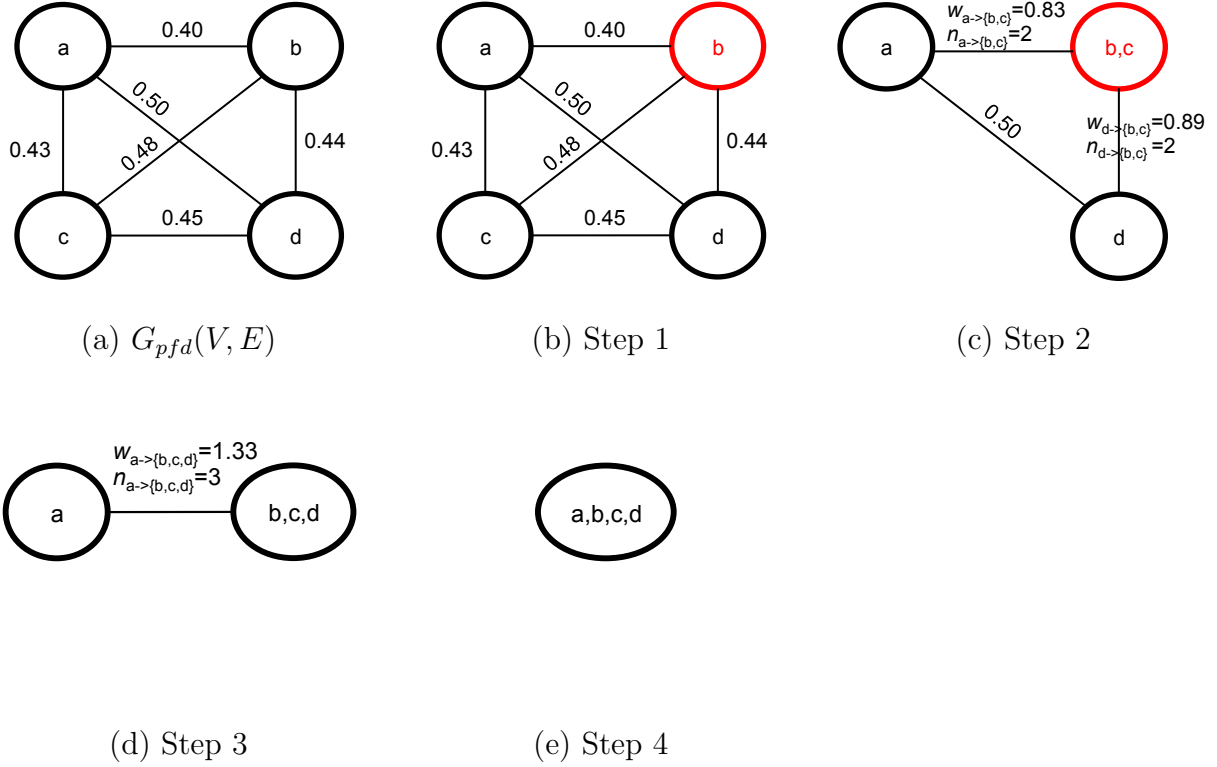 a
0.40
b
0.50
0.43
0.48
0.44
c
0.45
d
(a) G_{pfd}(V, E)
a
0.40
b
0.50
0.43
0.48
0.44
c
0.45
d
(b) Step 1
w_{a->{b,c}}=0.83
n_{a->{b,c}}=2
a
b,c
0.50
w_{d->{b,c}}=0.89
n_{d->{b,c}}=2
d
(c) Step 2
w_{a->{b,c,d}}=1.33
n_{a->{b,c,d}}=3
a
b,c,d
(d) Step 3
a,b,c,d
(e) Step 4